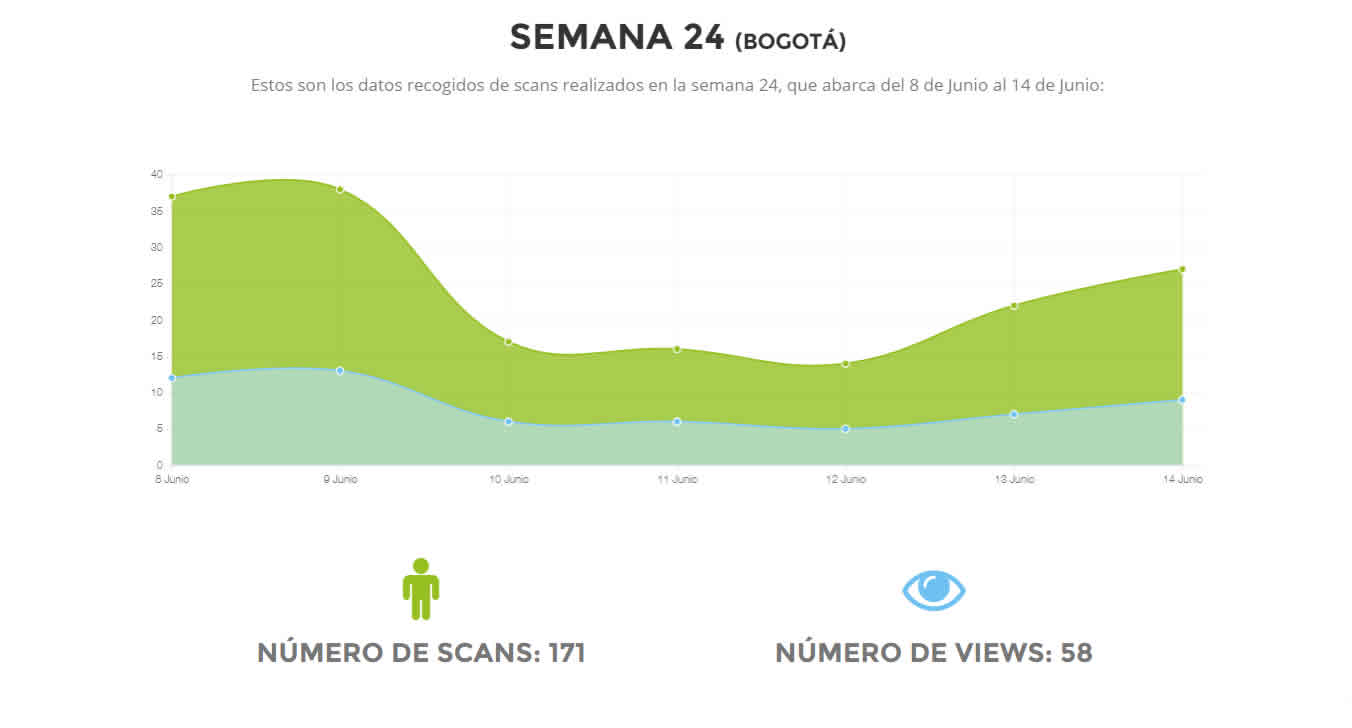 SEMANA 24 (BOGOTÁ)
Estos son los datos recogidos de scans realizados en la semana 24, que abarca del 8 de Junio al 14 de Junio:
40
35
30
25
20
15
10
5
0
8 Junio 9 Junio 10 Junio 11 Junio 12 Junio 13 Junio 14 Junio
NÚMERO DE SCANS: 171 NÚMERO DE VIEWS: 58